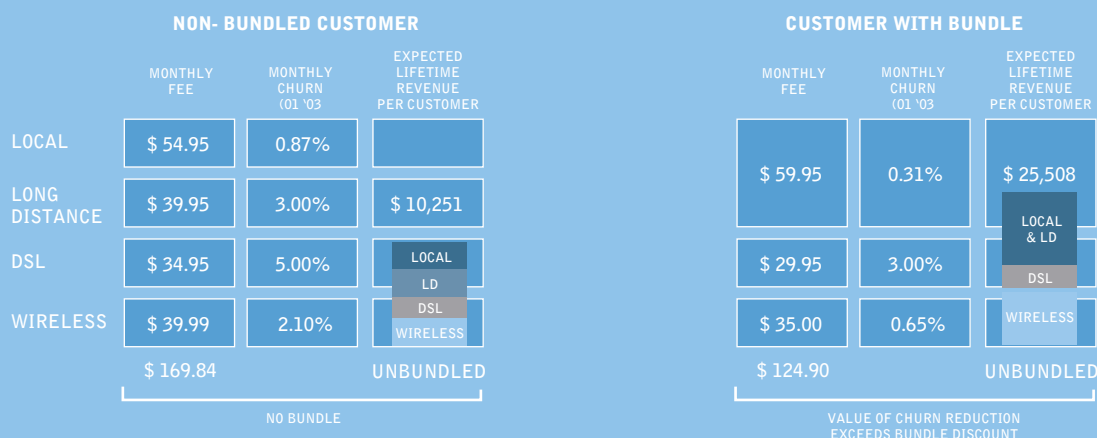 NON- BUNDLED CUSTOMER
MONTHLY
FEE
MONTHLY
CHURN
(01 '03
EXPECTED
LIFETIME
REVENUE
PER CUSTOMER
LOCAL
$ 54.95
0.87%
LONG
DISTANCE
$ 39.95
3.00%
$ 10,251
DSL
$ 34.95
5.00%
WIRELESS
$ 39.99
2.10%
LOCAL
LD
DSL
WIRELESS
$ 169.84
UNBUNDLED
NO BUNDLE
CUSTOMER WITH BUNDLE
MONTHLY
FEE
MONTHLY
CHURN
(01 '03
EXPECTED
LIFETIME
REVENUE
PER CUSTOMER
$ 59.95
0.31%
$ 25,508
$ 29.95
3.00%
$ 35.00
0.65%
LOCAL
& LD
DSL
WIRELESS
$ 124.90
UNBUNDLED
VALUE OF CHURN REDUCTION
EXCEEDS BUNDLE DISCOUNT